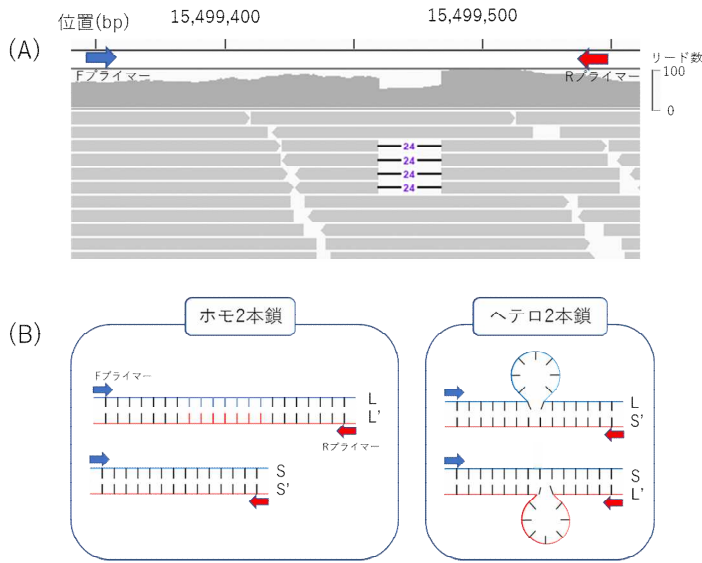 位置(bp) 15,499,400 15,499,500
(A)
Fプライマー Rプライマー リード数
100
0
24
24
24
24
(B)
ホモ2本鎖 ヘテロ2本鎖
Fプライマー
L
L'
Rプライマー
S
S'
L
S'
S
L'